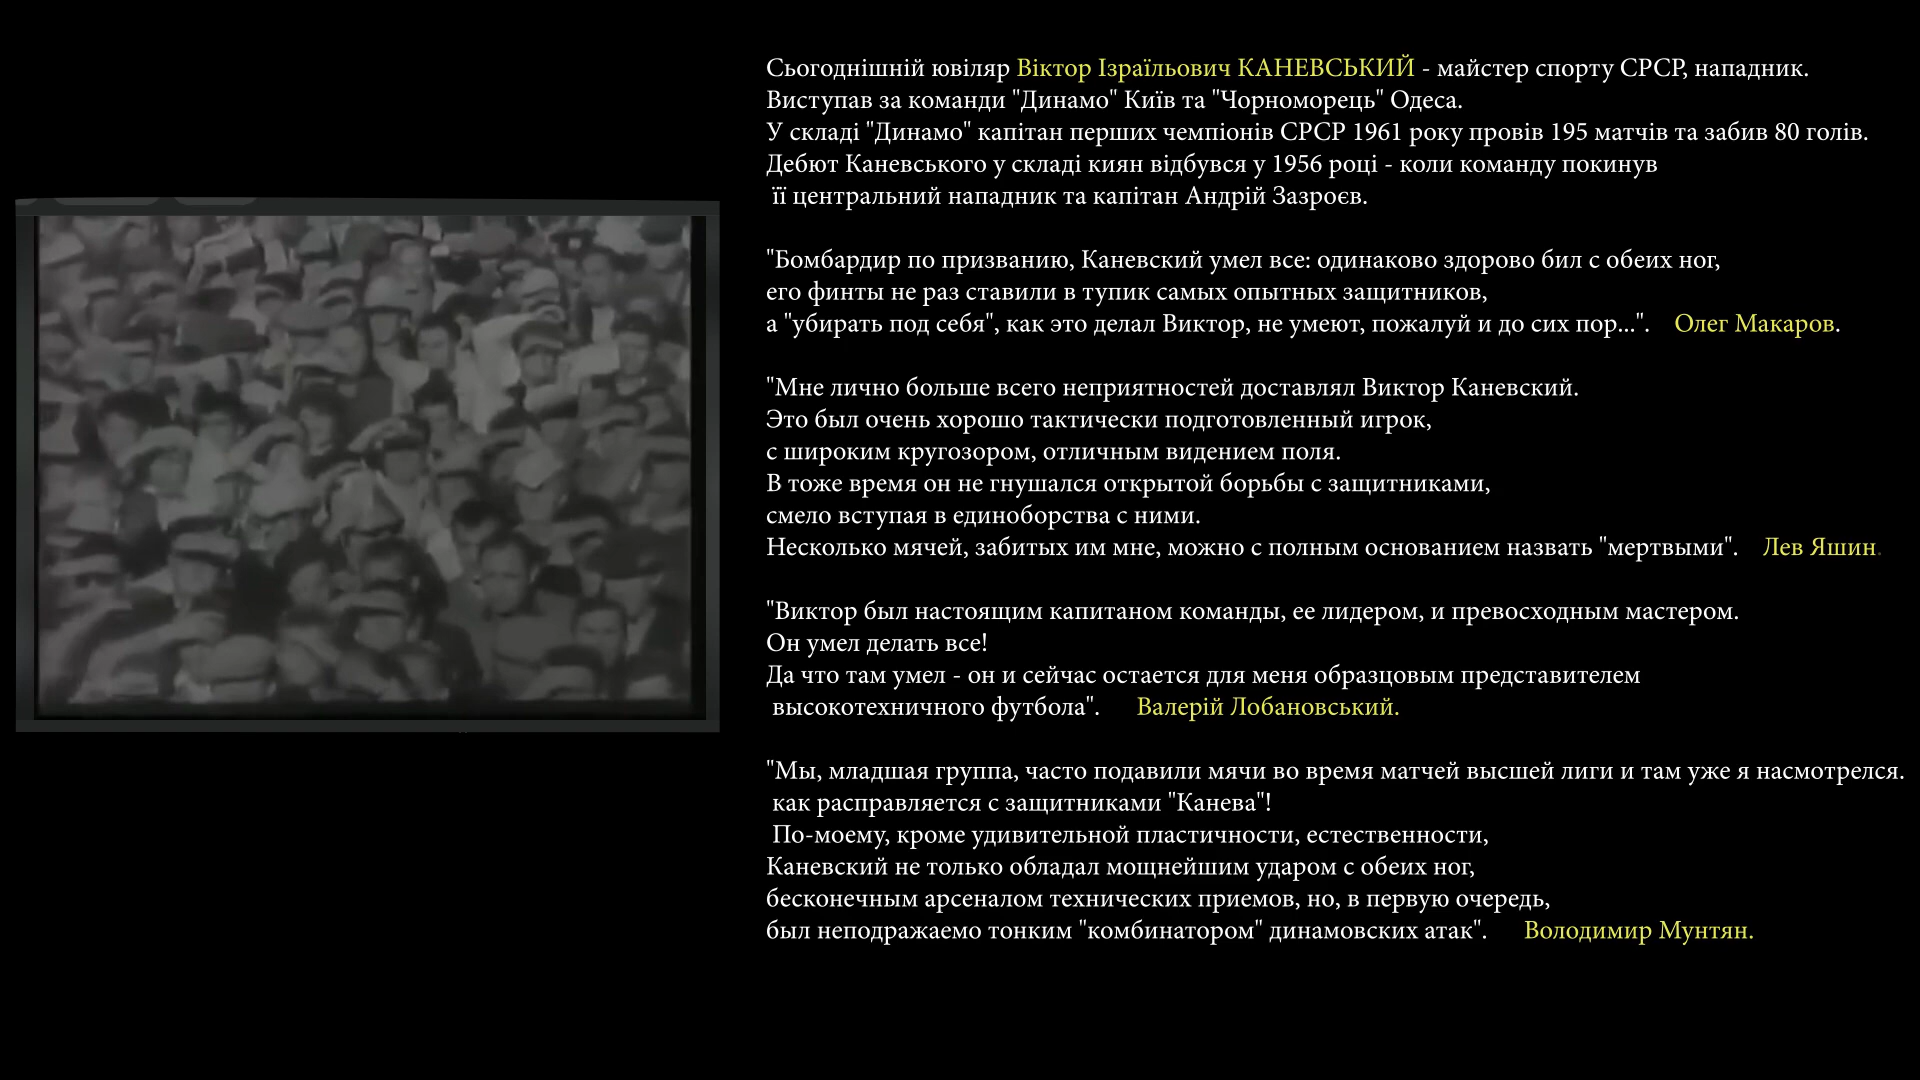 Сьогоднішній ювіляр Віктор Ізраїльович КАНЕВСЬКИЙ - майстер спорту СРСР, нападник.
Виступав за команди "Динамо" Київ та "Чорноморець" Одеса.
У складі "Динамо" капітан перших чемпіонів СРСР 1961 року провів 195 матчів та забив 80 голів.
Дебют Каневського у складі киян відбувся у 1956 році - коли команду покинув
її центральний нападник та капітан Андрій Зазроєв.
"Бомбардир по призванию, Каневский умел все: одинаково здорово бил с обеих ног,
его финты не раз ставили в тупик самых опытных защитников,
а "убирать под себя", как это делал Виктор, не умеют, пожалуй и до сих пор...". Олег Макаров.
"Мне лично больше всего неприятностей доставлял Виктор Каневский.
Это был очень хорошо тактически подготовленный игрок,
с широким кругозором, отличным видением поля.
В тоже время он не гнушался открытой борьбы с защитниками,
смело вступая в единоборства с ними.
Несколько мячей, забитых им мне, можно с полным основанием назвать "мертвыми". Лев Яшин.
"Виктор был настоящим капитаном команды, ее лидером, и превосходным мастером.
Он умел делать все!
Да что там умел - он и сейчас остается для меня образцовым представителем
высокотехничного футбола". Валерій Лобановський.
"Мы, младшая группа, часто подавили мячи во время матчей высшей лиги и там уже я насмотрелся.
как расправляется с защитниками "Канева"!
По-моему, кроме удивительной пластичности, естественности,
Каневский не только обладал мощнейшим ударом с обеих ног,
бесконечным арсеналом технических приемов, но, в первую очередь,
был неподражаемо тонким "комбинатором" динамовских атак". Володимир Мунтян.